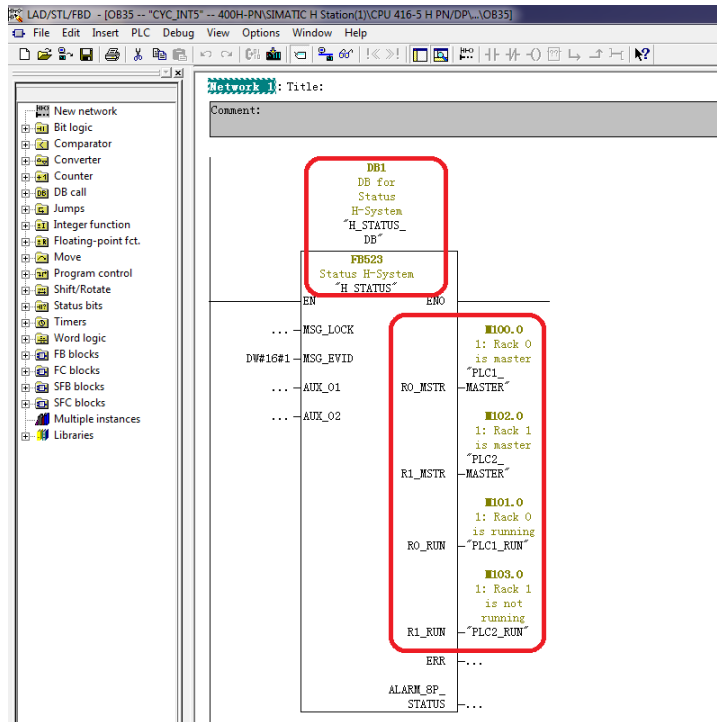 LAD/STL/FBD - [OB35 -- "CYC_INT5" -- 400H-PN\SIMATIC H Station(1)\CPU 416-5 H PN/DP\...\OB35]
File Edit Insert PLC Debug View Options Window Help
New network
Bit logic
Comparator
Converter
Counter
DB call
Jumps
Integer function
Floating-point fct.
Move
Program control
Shift/Rotate
Status bits
Timers
Word logic
FB blocks
FC blocks
SFB blocks
SFC blocks
Multiple instances
Libraries
Network 1: Title:
Comment:
DB1
DB for
Status
H-System
"H_STATUS_
DB"
FB523
Status H-System
"H STATUS"
EN ENO
... MSG_LOCK
DW#16#1 MSG_EVID
... AUX_01
... AUX_02
M100.0
1: Rack 0
is master
"PLC1_
R0_MSTR MASTER"
M102.0
1: Rack 1
is master
"PLC2_
R1_MSTR MASTER"
M101.0
1: Rack 0
is running
R0_RUN "PLC1_RUN"
M103.0
1: Rack 1
is not
running
R1_RUN "PLC2_RUN"
ERR ...
ALARM_8P_
STATUS ...